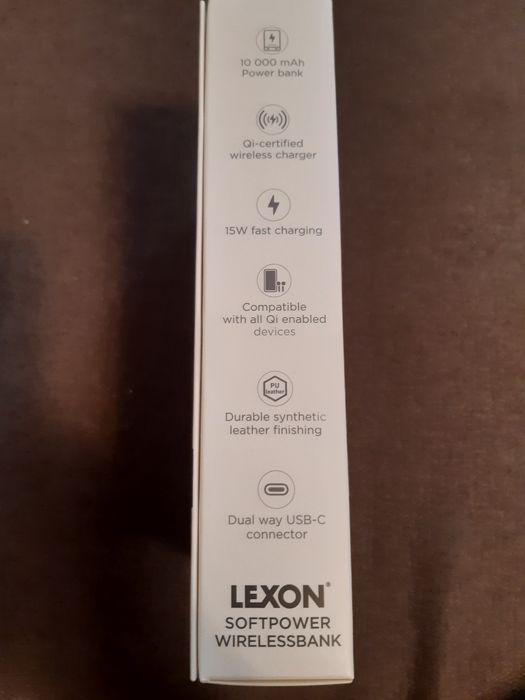 10 000 mAh
Power bank
Qi-certified
wireless charger
15W fast charging
Compatible
with all Qi enabled
devices
PU
leather
Durable synthetic
leather finishing
Dual way USB-C
connector
LEXON®
SOFTPOWER
WIRELESSBANK